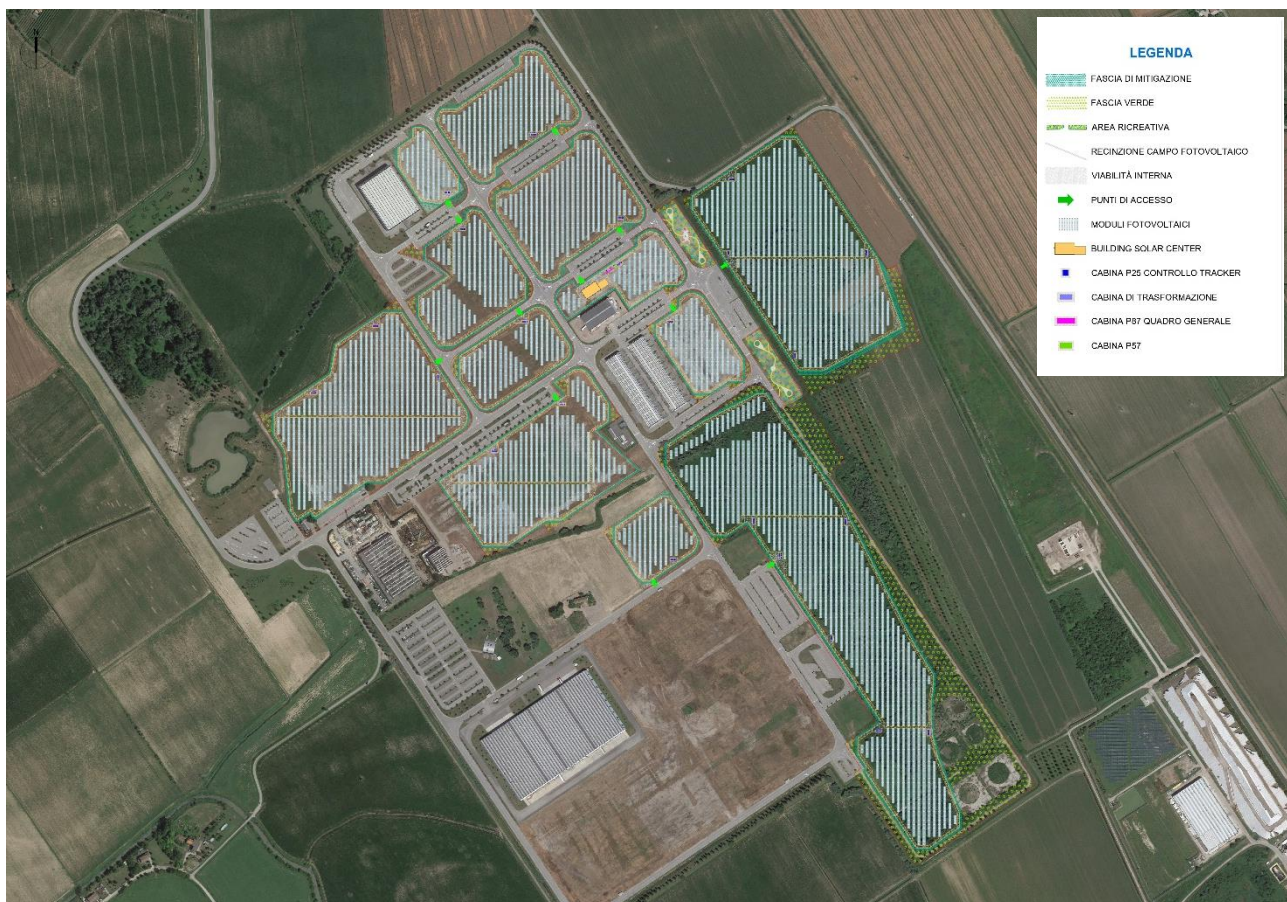 N
LEGENDA
FASCIA DI MITIGAZIONE
FASCIA VERDE
AREA RICREATIVA
RECINZIONE CAMPO FOTOVOLTAICO
VIABILITÀ INTERNA
PUNTI DI ACCESSO
MODULI FOTOVOLTAICI
BUILDING SOLAR CENTER
CABINA P25 CONTROLLO TRACKER
CABINA DI TRASFORMAZIONE
CABINA P87 QUADRO GENERALE
CABINA P57